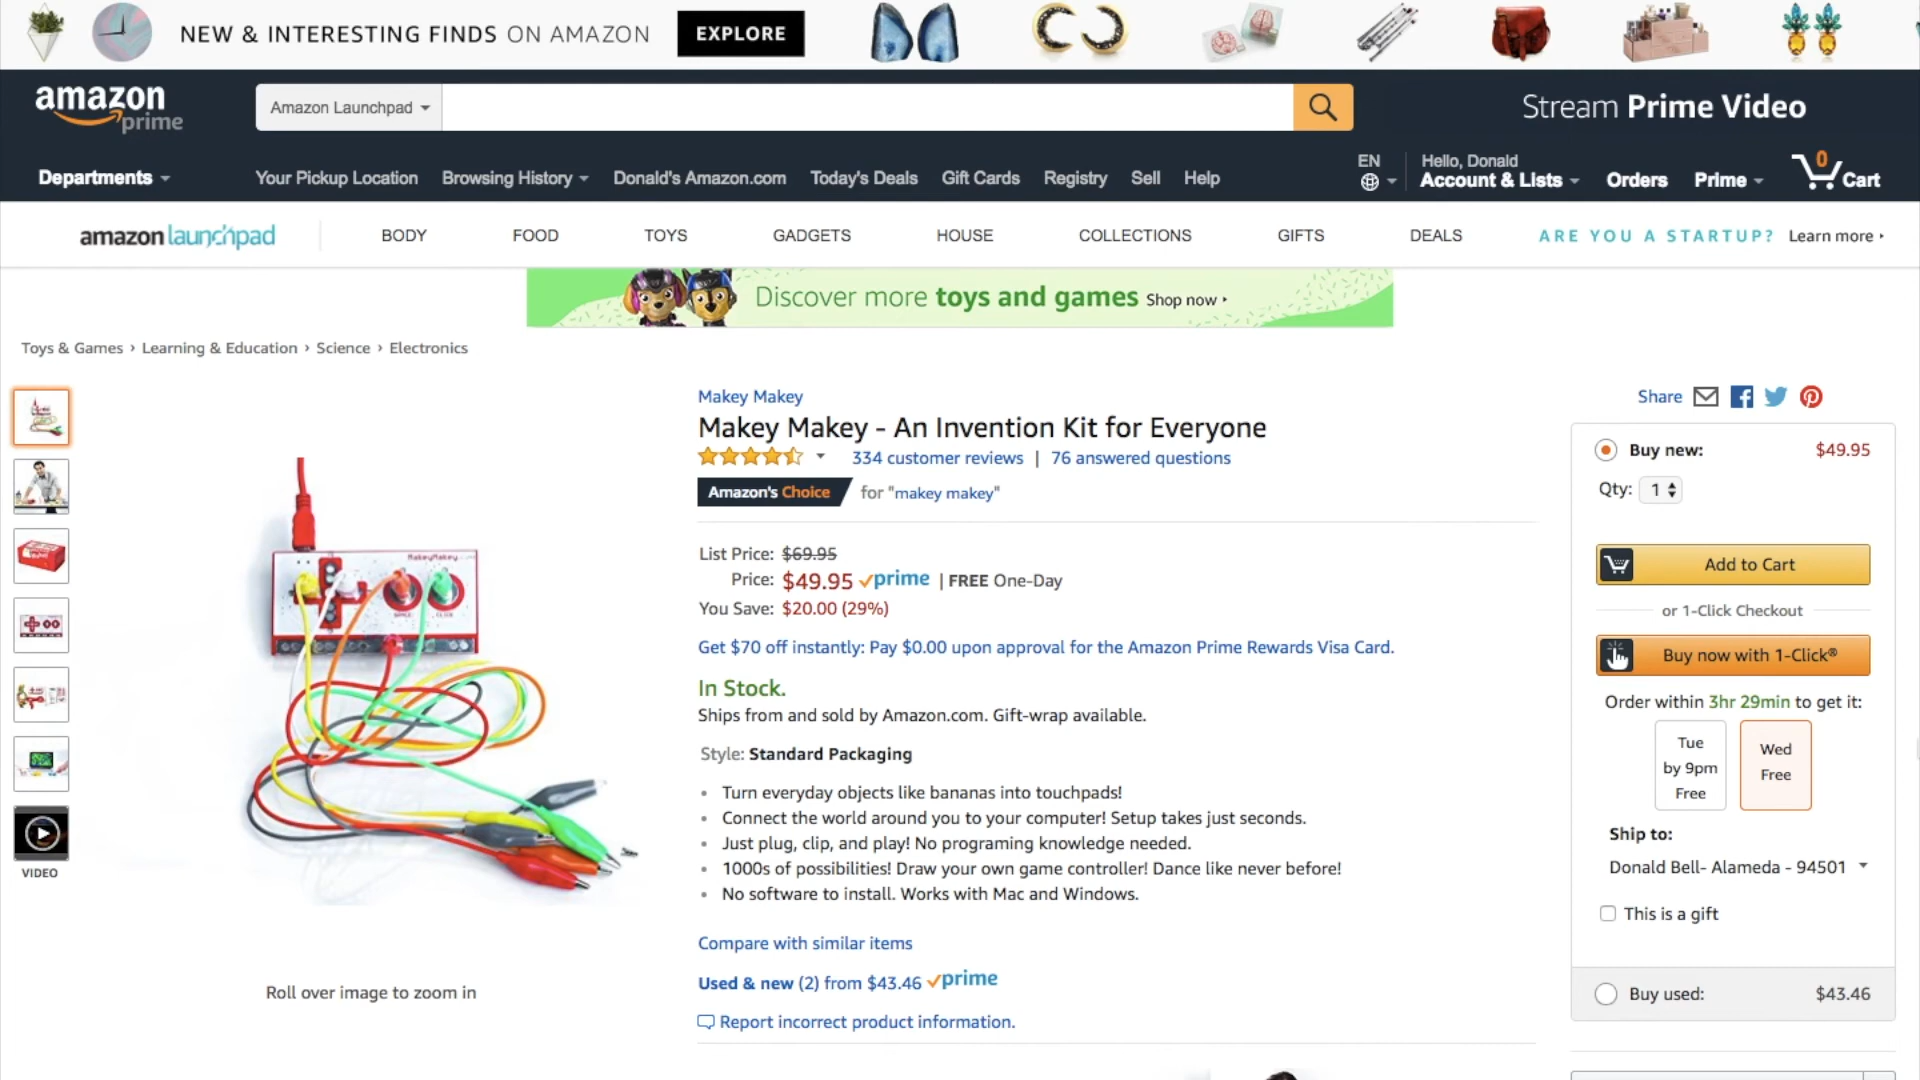 NEW & INTERESTING FINDS ON AMAZON EXPLORE
amazon prime
Amazon Launchpad
Stream Prime Video
Departments
Your Pickup Location Browsing History Donald's Amazon.com Today's Deals Gift Cards Registry Sell Help
EN
Hello, Donald
Account & Lists Orders Prime 0 Cart
amazon launchpad BODY FOOD TOYS GADGETS HOUSE COLLECTIONS GIFTS DEALS ARE YOU A STARTUP? Learn more ▸
Discover more toys and games Shop now ▸
Toys & Games › Learning & Education › Science › Electronics
VIDEO
MakeyMakey
Roll over image to zoom in
Makey Makey
Makey Makey - An Invention Kit for Everyone
334 customer reviews | 76 answered questions
Amazon's Choice for "makey makey"
List Price: $69.95
Price: $49.95 prime | FREE One-Day
You Save: $20.00 (29%)
Get $70 off instantly: Pay $0.00 upon approval for the Amazon Prime Rewards Visa Card.
In Stock.
Ships from and sold by Amazon.com. Gift-wrap available.
Style: Standard Packaging
• Turn everyday objects like bananas into touchpads!
• Connect the world around you to your computer! Setup takes just seconds.
• Just plug, clip, and play! No programing knowledge needed.
• 1000s of possibilities! Draw your own game controller! Dance like never before!
• No software to install. Works with Mac and Windows.
Compare with similar items
Used & new (2) from $43.46 prime
Report incorrect product information.
Share
Buy new: $49.95
Qty: 1
Add to Cart
or 1-Click Checkout
Buy now with 1-Click®
Order within 3hr 29min to get it:
Tue
by 9pm
Free
Wed
Free
Ship to:
Donald Bell- Alameda - 94501
This is a gift
Buy used: $43.46